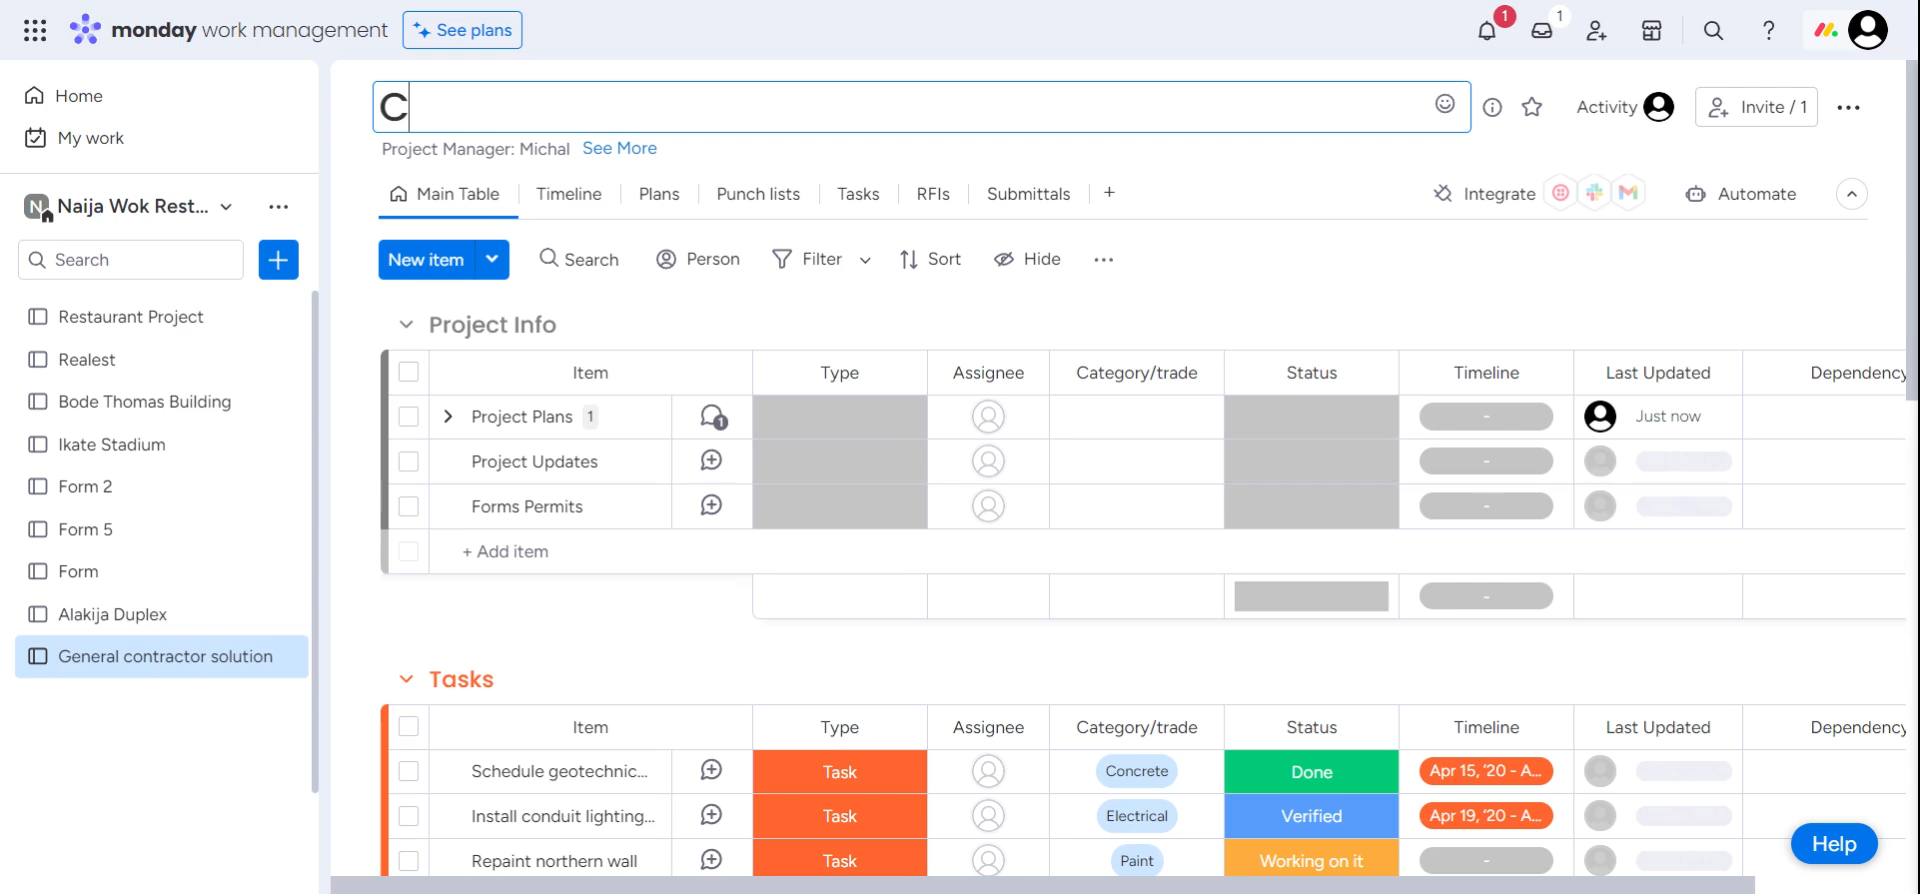 monday work management
See plans
1
1
Home
My work
N
Naija Wok Rest...
Search
Restaurant Project
Realest
Bode Thomas Building
Ikate Stadium
Form 2
Form 5
Form
Alakija Duplex
General contractor solution
C
Activity
Invite / 1
Project Manager: Michal See More
Main Table
Timeline
Plans
Punch lists
Tasks
RFIs
Submittals
+
Integrate
Automate
New item
Search
Person
Filter
Sort
Hide
Project Info
Item Type Assignee Category/trade Status Timeline Last Updated Dependency
Project Plans 1 1 - Just now
Project Updates -
Forms Permits -
+ Add item
-
Tasks
Item Type Assignee Category/trade Status Timeline Last Updated Dependency
Schedule geotechnic... Task Concrete Done Apr 15, '20 - A...
Install conduit lighting... Task Electrical Verified Apr 19, '20 - A...
Repaint northern wall Task Paint Working on it -
Help